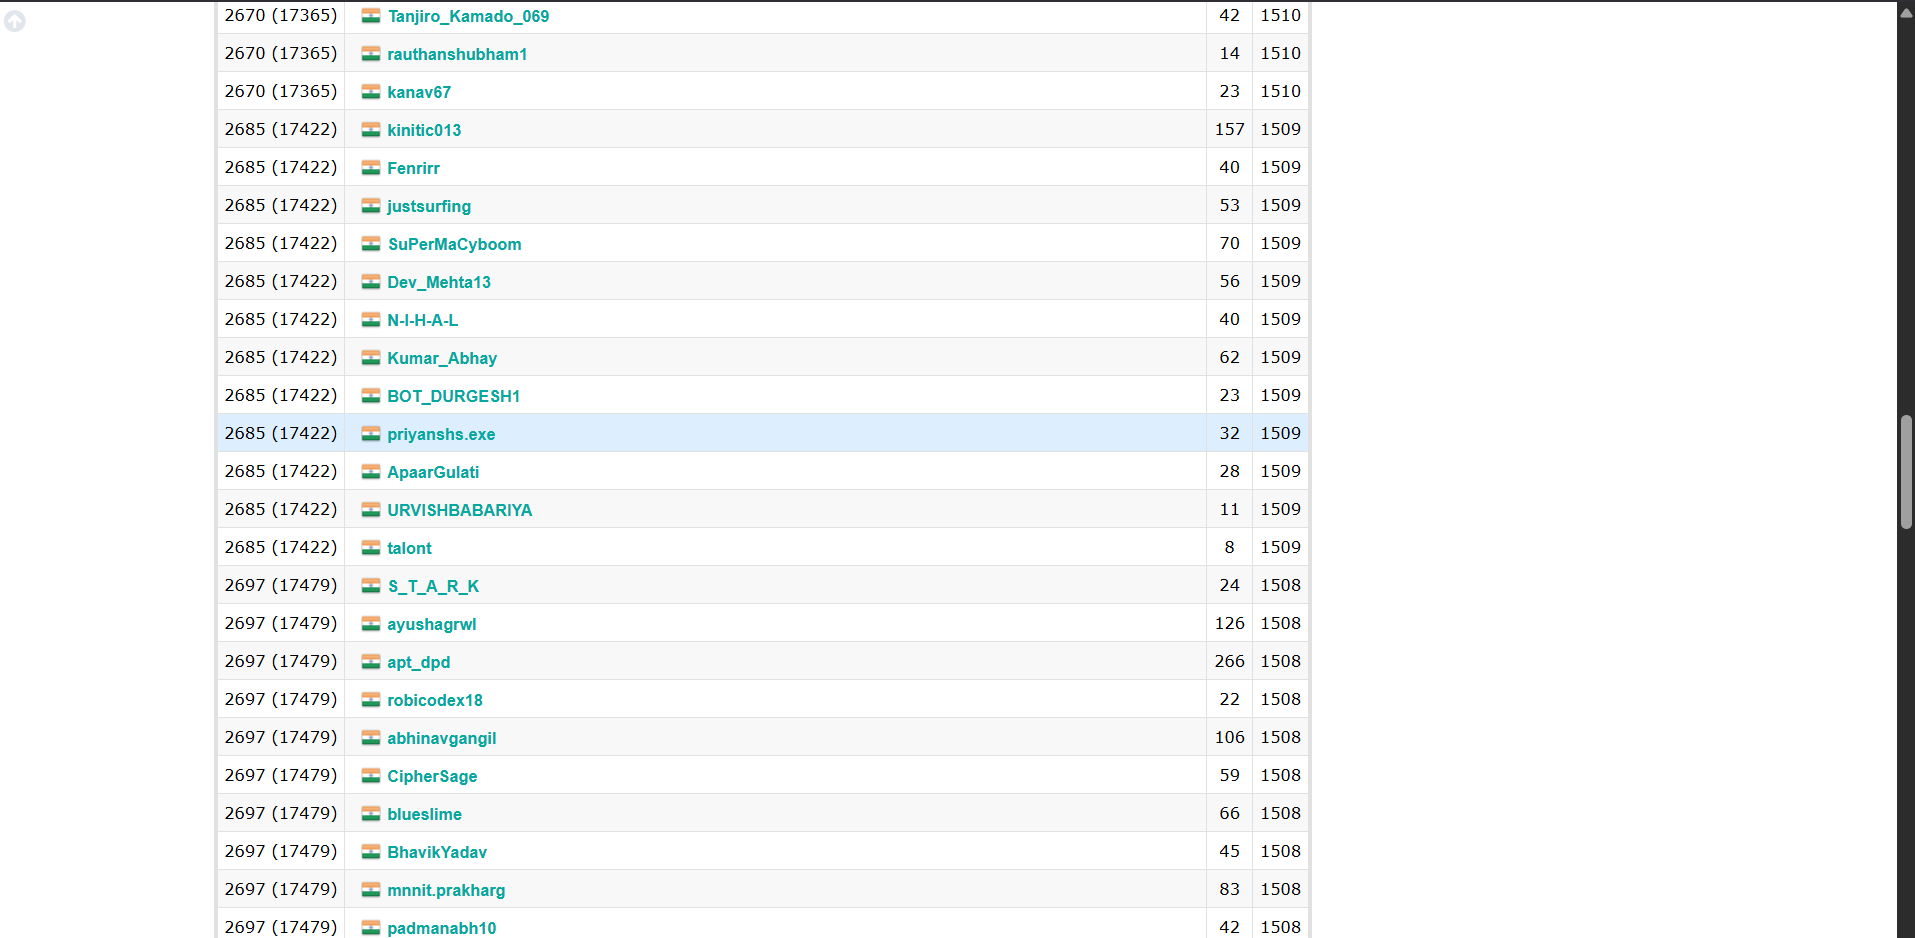 2670 (17365) Tanjiro_Kamado_069 42 1510
2670 (17365) rauthanshubham1 14 1510
2670 (17365) kanav67 23 1510
2685 (17422) kinitic013 157 1509
2685 (17422) Fenrirr 40 1509
2685 (17422) justsurfing 53 1509
2685 (17422) SuPerMaCyboom 70 1509
2685 (17422) Dev_Mehta13 56 1509
2685 (17422) N-I-H-A-L 40 1509
2685 (17422) Kumar_Abhay 62 1509
2685 (17422) BOT_DURGESH1 23 1509
2685 (17422) priyanshs.exe 32 1509
2685 (17422) ApaarGulati 28 1509
2685 (17422) URVISHBABARIYA 11 1509
2685 (17422) talont 8 1509
2697 (17479) S_T_A_R_K 24 1508
2697 (17479) ayushagrwl 126 1508
2697 (17479) apt_dpd 266 1508
2697 (17479) robicodex18 22 1508
2697 (17479) abhinavgangil 106 1508
2697 (17479) CipherSage 59 1508
2697 (17479) blueslime 66 1508
2697 (17479) BhavikYadav 45 1508
2697 (17479) mnnit.prakharg 83 1508
2697 (17479) padmanabh10 42 1508